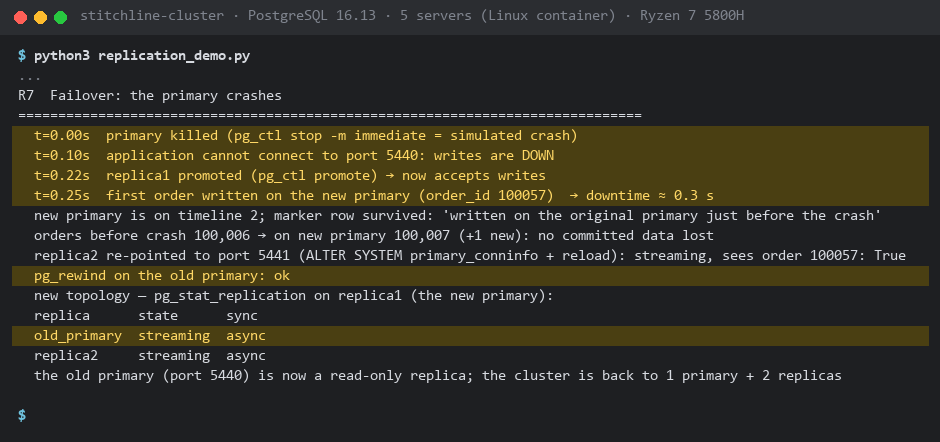 stitchline-cluster · PostgreSQL 16.13 · 5 servers (Linux container) · Ryzen 7 5800H
$ python3 replication_demo.py
...
R7  Failover: the primary crashes
==============================================================================
t=0.00s  primary killed (pg_ctl stop -m immediate = simulated crash)
t=0.10s  application cannot connect to port 5440: writes are DOWN
t=0.22s  replica1 promoted (pg_ctl promote) → now accepts writes
t=0.25s  first order written on the new primary (order_id 100057)  → downtime ≈ 0.3 s
new primary is on timeline 2; marker row survived: 'written on the original primary just before the crash'
orders before crash 100,006 → on new primary 100,007 (+1 new): no committed data lost
replica2 re-pointed to port 5441 (ALTER SYSTEM primary_conninfo + reload): streaming, sees order 100057: True
pg_rewind on the old primary: ok
new topology — pg_stat_replication on replica1 (the new primary):
replica      state      sync
old_primary  streaming  async
replica2     streaming  async
the old primary (port 5440) is now a read-only replica; the cluster is back to 1 primary + 2 replicas
$